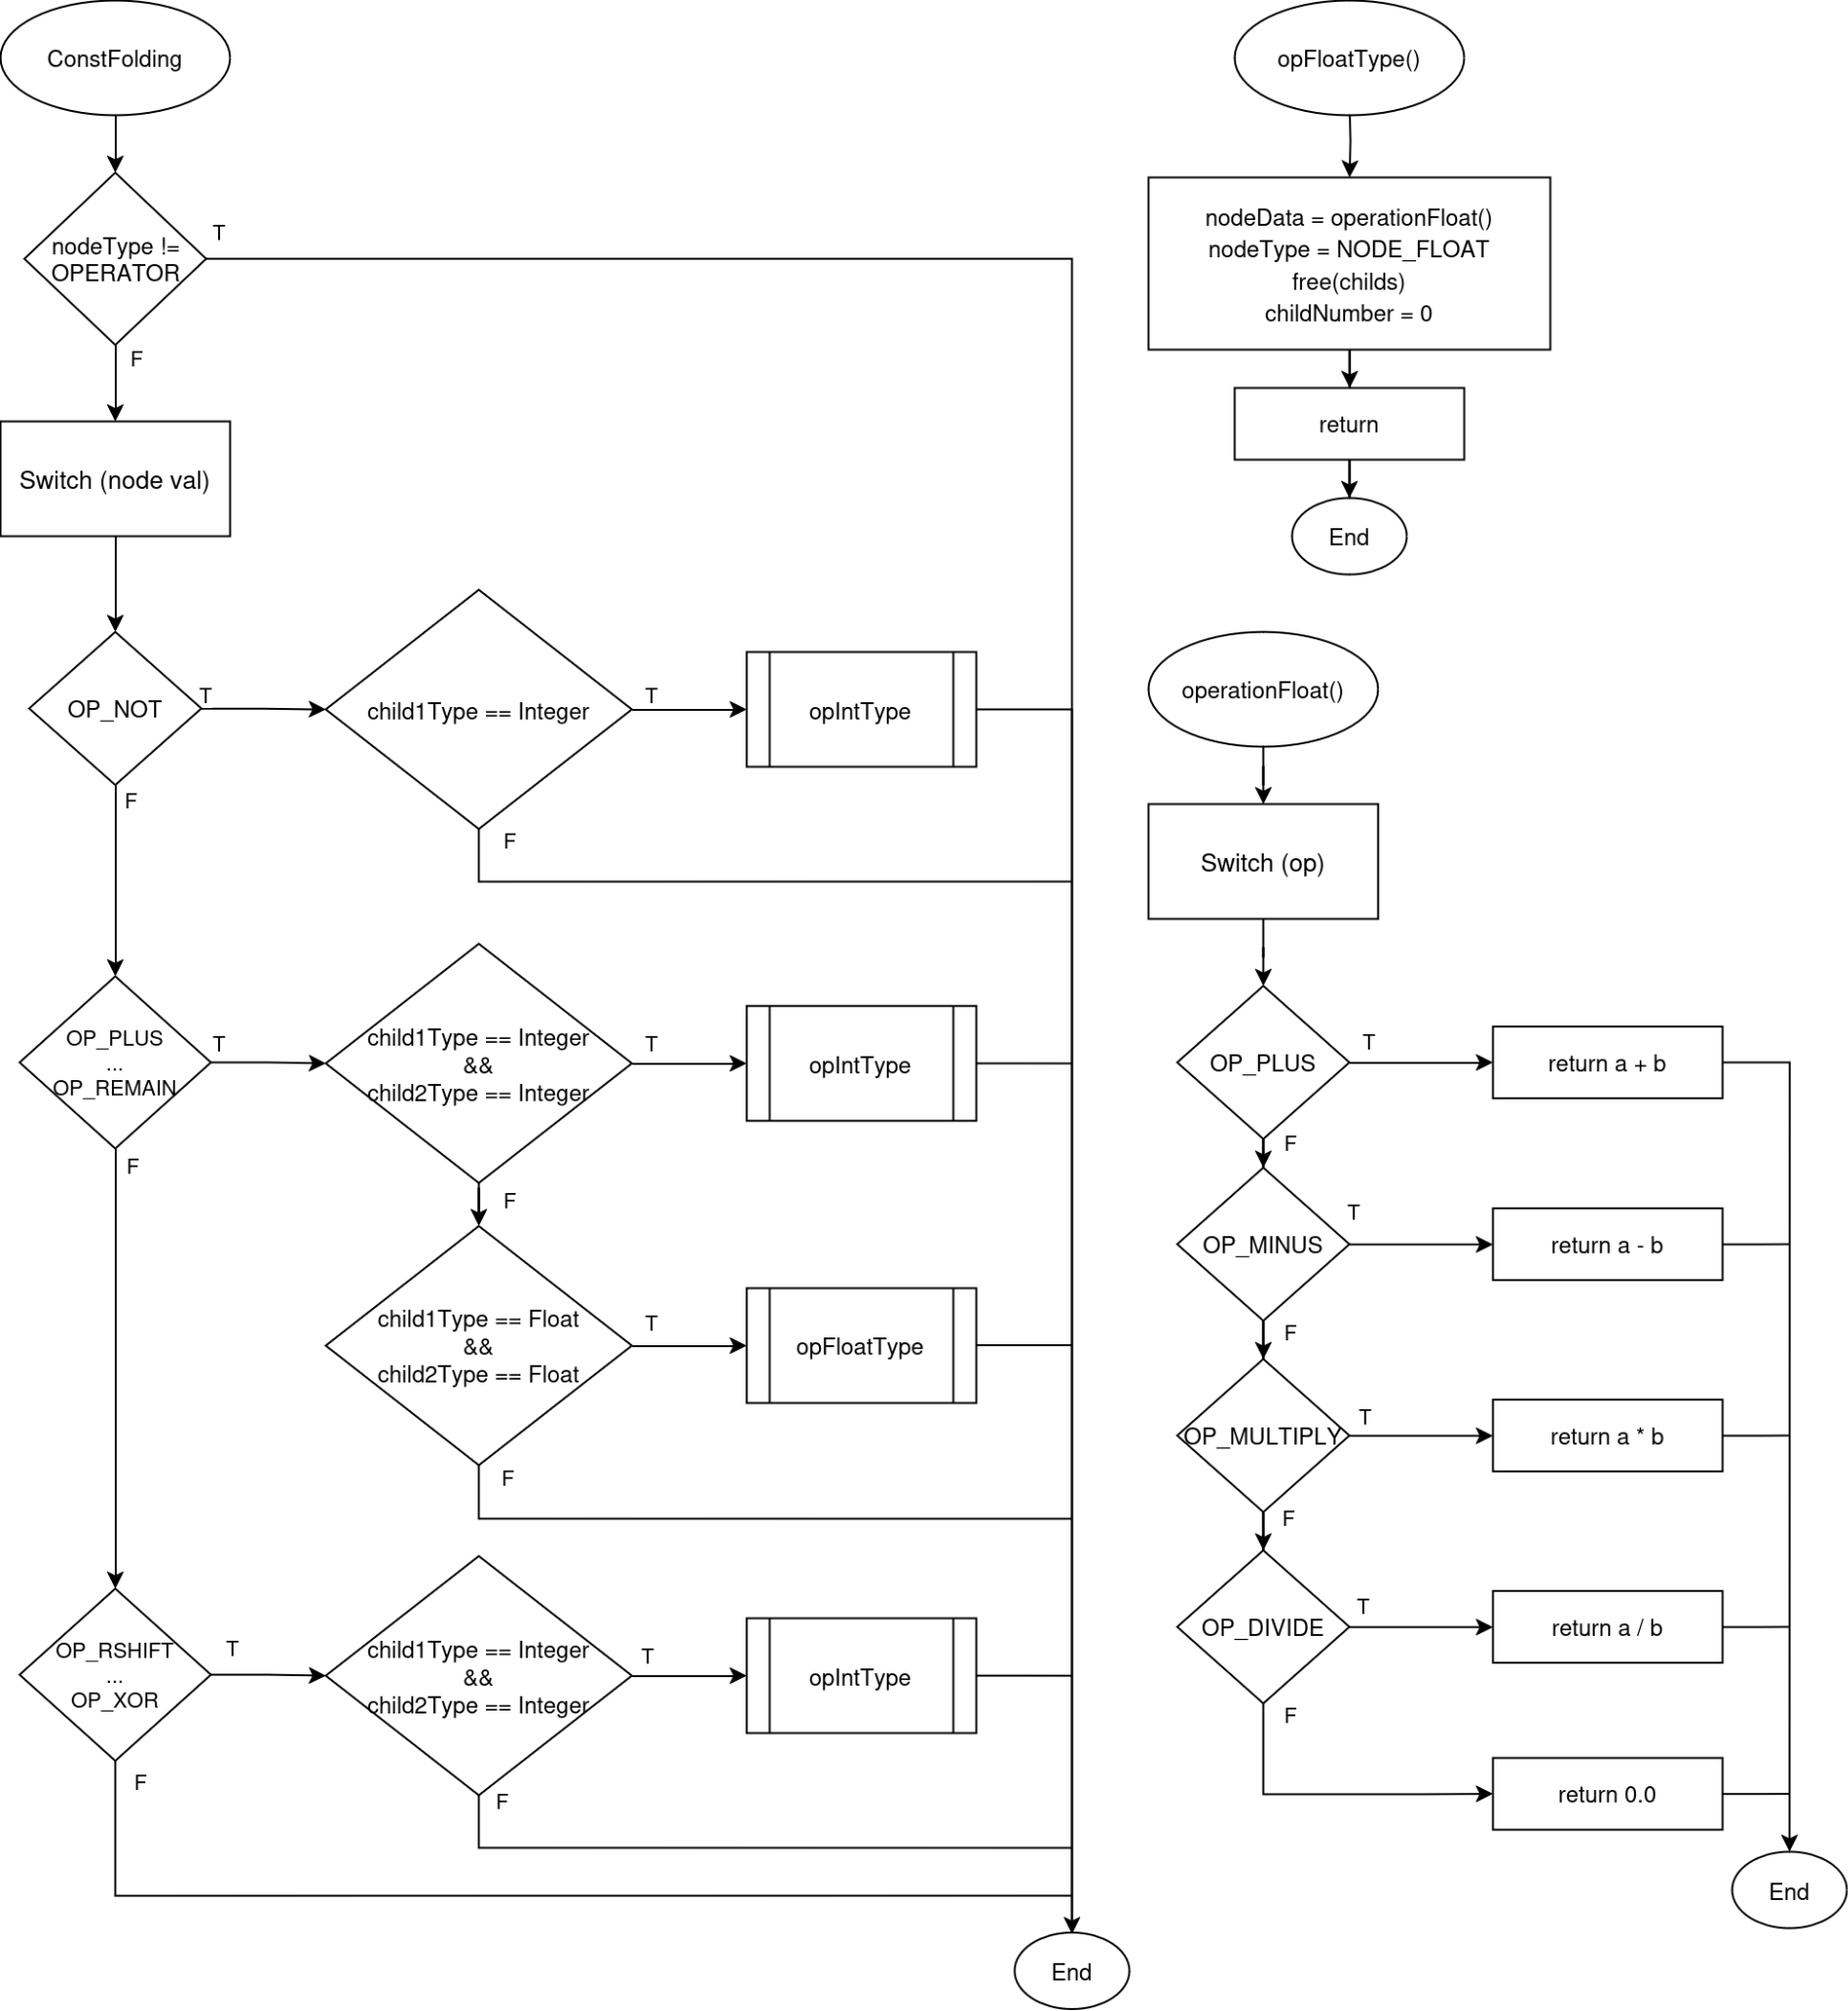 ConstFolding
nodeType !=
OPERATOR
T
F
Switch (node val)
OP_NOT
T
F
child1Type == Integer
T
F
opIntType
OP_PLUS
...
OP_REMAIN
T
F
child1Type == Integer
&&
child2Type == Integer
T
F
opIntType
child1Type == Float
&&
child2Type == Float
T
F
opFloatType
OP_RSHIFT
...
OP_XOR
T
F
child1Type == Integer
&&
child2Type == Integer
T
F
opIntType
End
opFloatType()
nodeData = operationFloat()
nodeType = NODE_FLOAT
free(childs)
childNumber = 0
return
End
operationFloat()
Switch (op)
OP_PLUS
T
F
return a + b
OP_MINUS
T
F
return a - b
OP_MULTIPLY
T
F
return a * b
OP_DIVIDE
T
F
return a / b
return 0.0
End